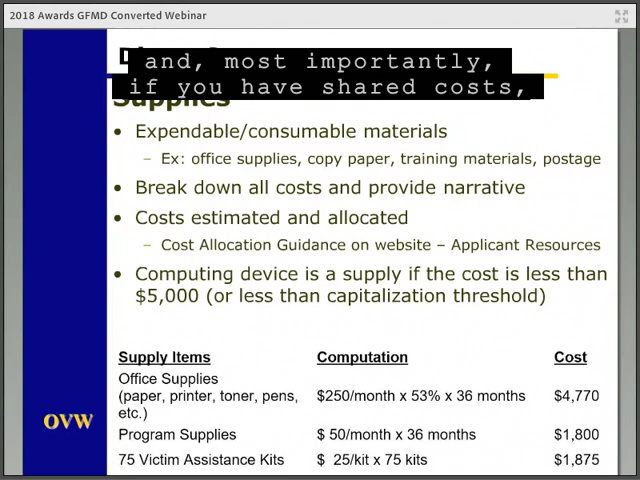 2018 Awards GFMD Converted Webinar
and, most importantly,
if you have shared costs,
Supplies
• Expendable/consumable materials
– Ex: office supplies, copy paper, training materials, postage
• Break down all costs and provide narrative
• Costs estimated and allocated
– Cost Allocation Guidance on website – Applicant Resources
• Computing device is a supply if the cost is less than
$5,000 (or less than capitalization threshold)
Supply Items Computation Cost
Office Supplies
(paper, printer, toner, pens, $250/month x 53% x 36 months $4,770
etc.)
OVW
Program Supplies $ 50/month x 36 months $1,800
75 Victim Assistance Kits $ 25/kit x 75 kits $1,875